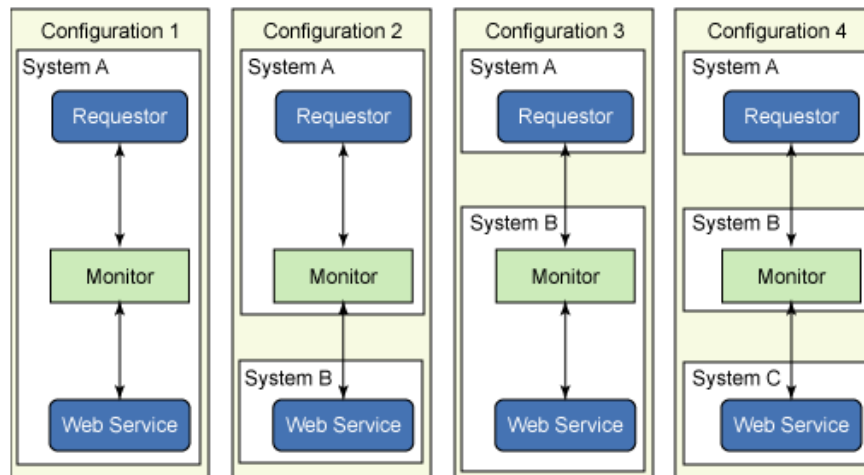 Configuration 1
System A
Requestor
Monitor
Web Service
Configuration 2
System A
Requestor
Monitor
System B
Web Service
Configuration 3
System A
Requestor
System B
Monitor
Web Service
Configuration 4
System A
Requestor
System B
Monitor
System C
Web Service